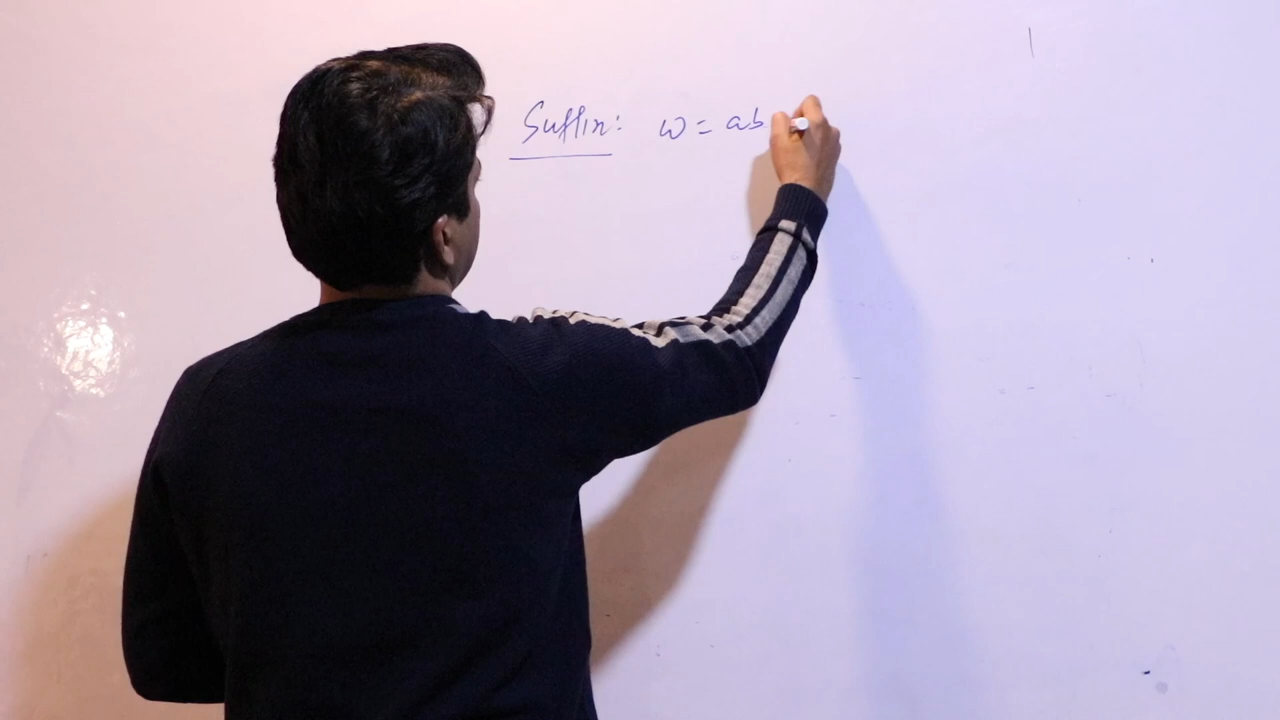 Suffix: w = ab